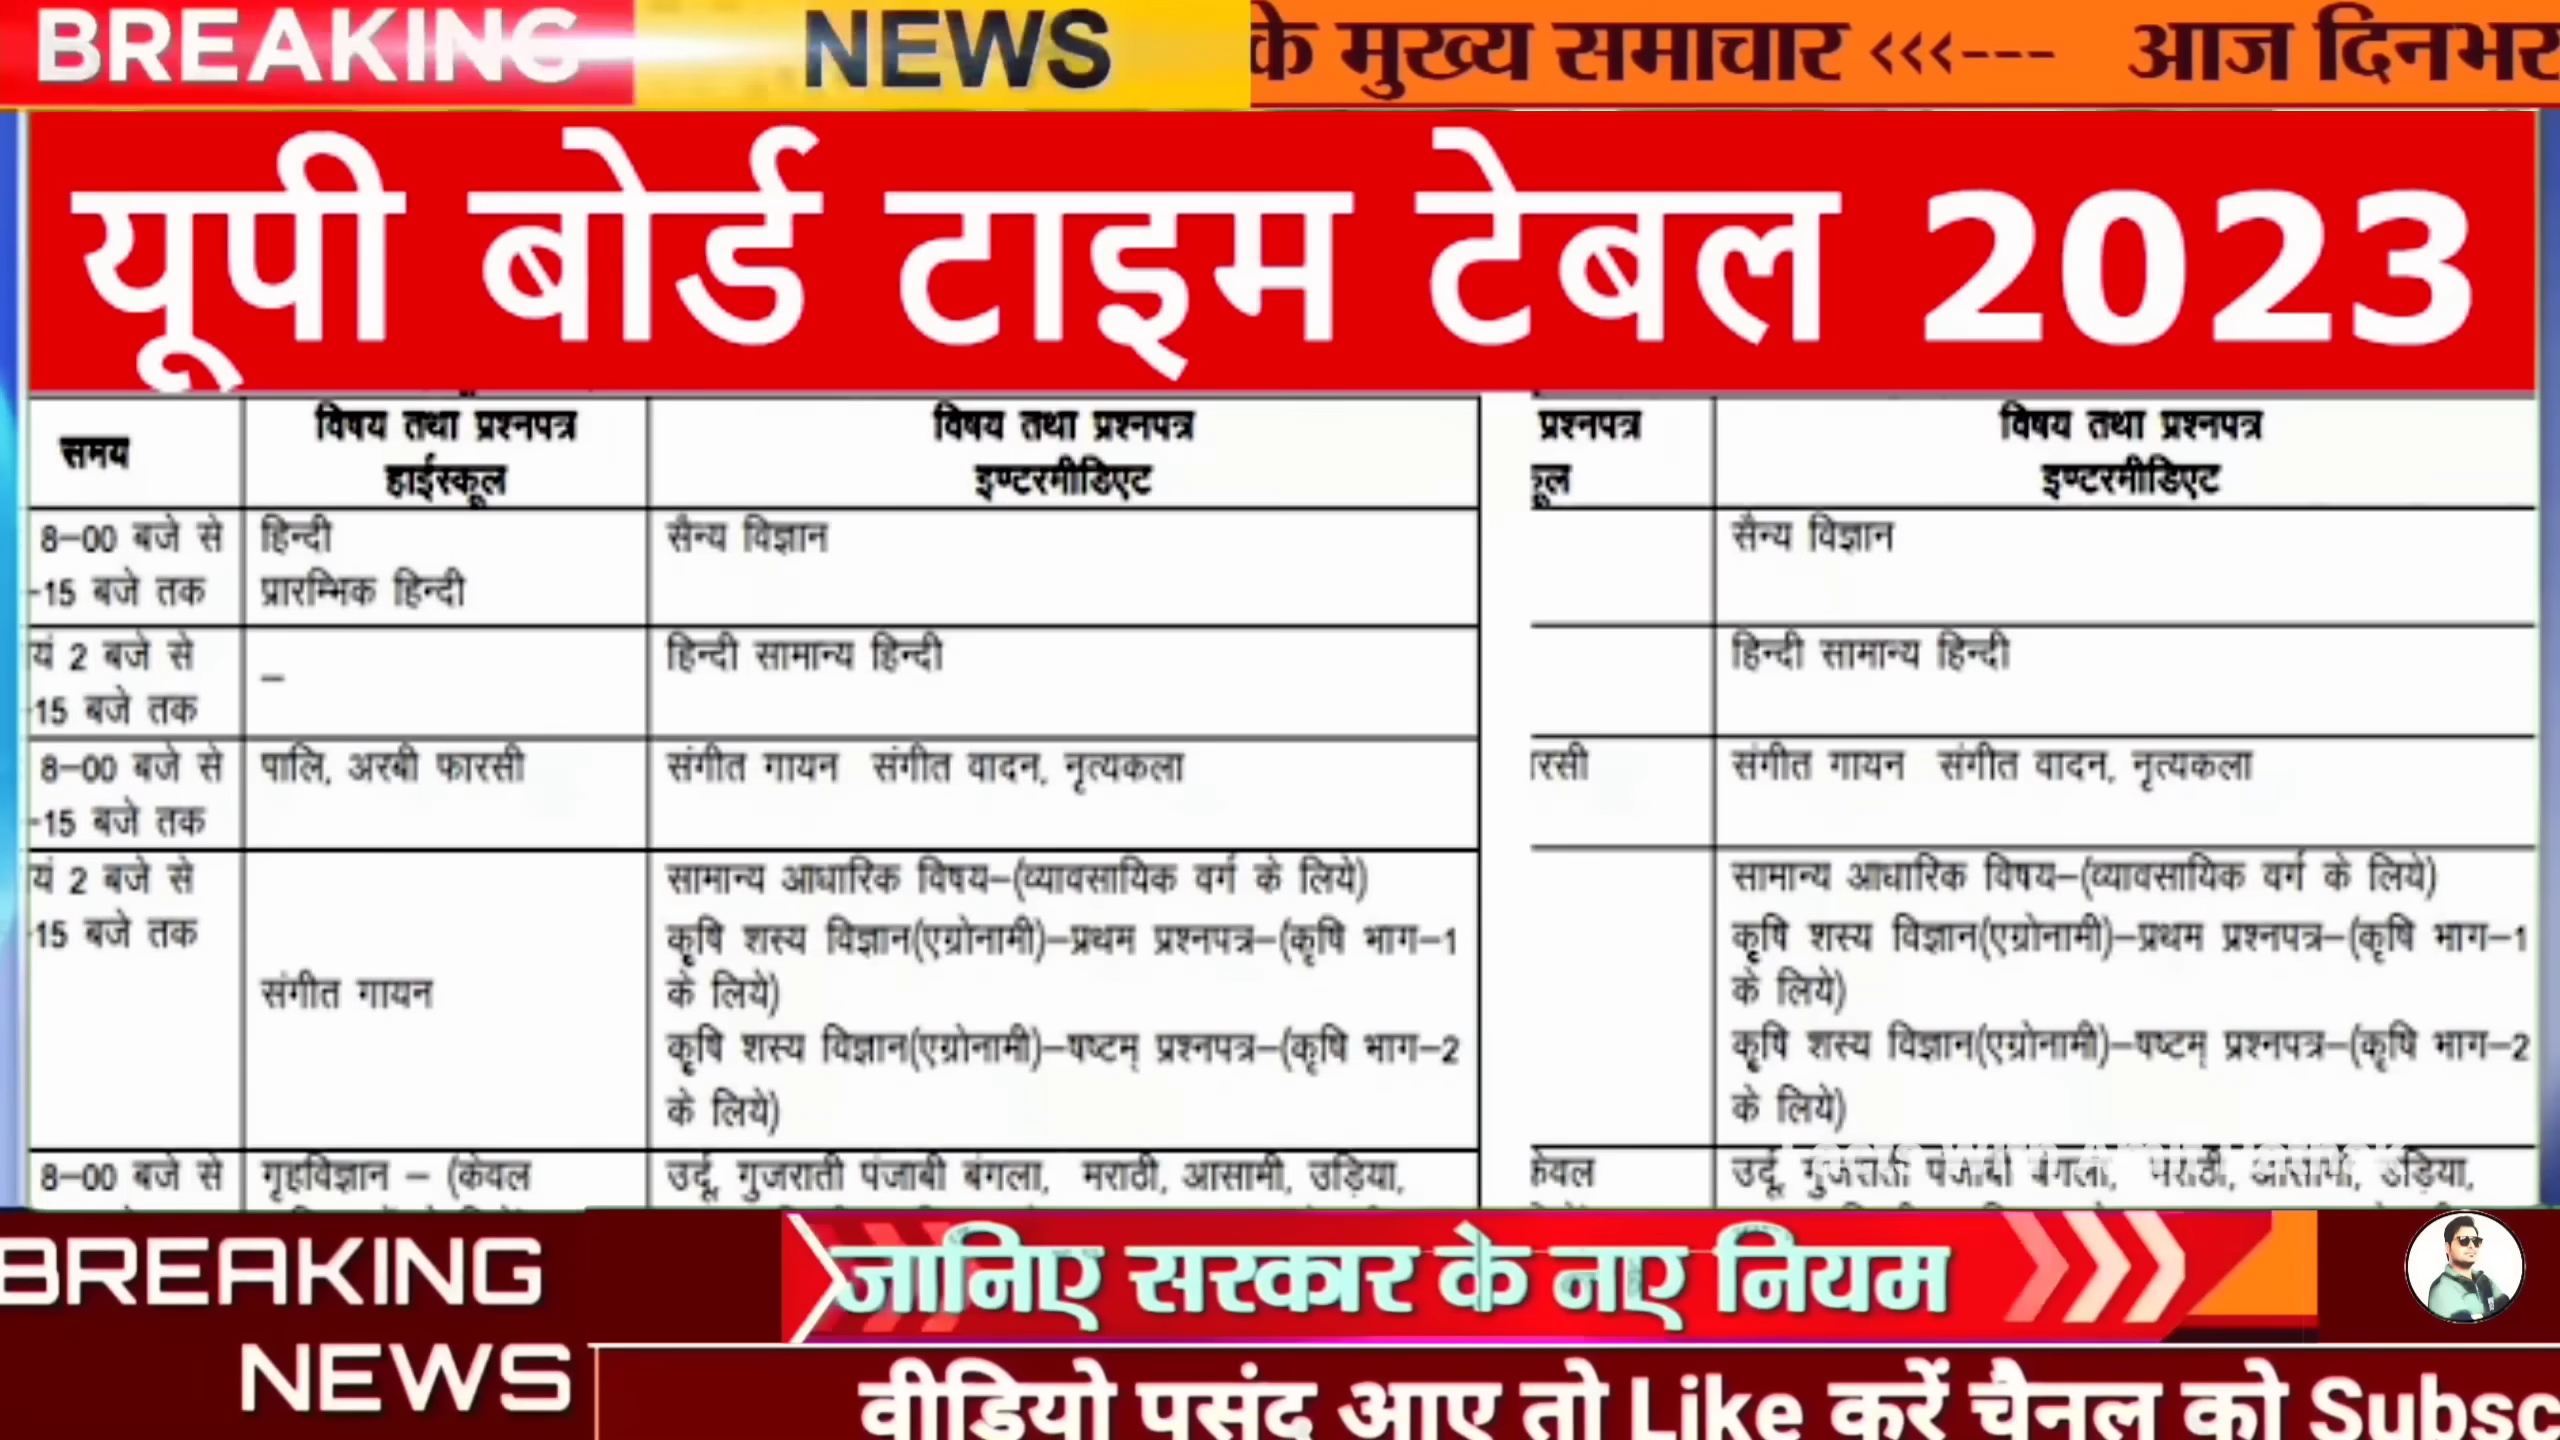 BREAKING NEWS के मुख्य समाचार <<<--- आज दिनभर
यूपी बोर्ड टाइम टेबल 2023
समय
विषय तथा प्रश्नपत्र
हाईस्कूल
विषय तथा प्रश्नपत्र
इण्टरमीडिएट
8–00 बजे से
-15 बजे तक
हिन्दी
प्रारम्भिक हिन्दी
सैन्य विज्ञान
यं 2 बजे से
15 बजे तक
–
हिन्दी सामान्य हिन्दी
8–00 बजे से
-15 बजे तक
पालि, अरबी फारसी
संगीत गायन संगीत वादन, नृत्यकला
यं 2 बजे से
15 बजे तक
संगीत गायन
सामान्य आधारिक विषय–(व्यावसायिक वर्ग के लिये)
कृषि शस्य विज्ञान(एग्रोनामी)–प्रथम प्रश्नपत्र–(कृषि भाग–1
के लिये)
कृषि शस्य विज्ञान(एग्रोनामी)–षष्टम् प्रश्नपत्र–(कृषि भाग–2
के लिये)
8–00 बजे से
गृहविज्ञान – (केवल
उर्दू, गुजराती पंजाबी बंगला, मराठी, आसामी, उड़िया,
प्रश्नपत्र
ूल
विषय तथा प्रश्नपत्र
इण्टरमीडिएट
सैन्य विज्ञान
हिन्दी सामान्य हिन्दी
रसी
संगीत गायन संगीत वादन, नृत्यकला
सामान्य आधारिक विषय–(व्यावसायिक वर्ग के लिये)
कृषि शस्य विज्ञान(एग्रोनामी)–प्रथम प्रश्नपत्र–(कृषि भाग–1
के लिये)
कृषि शस्य विज्ञान(एग्रोनामी)–षष्टम् प्रश्नपत्र–(कृषि भाग–2
के लिये)
केवल
उर्दू, गुजराती पंजाबी बंगला, मराठी, आसामी, उड़िया,
BREAKING
NEWS
जानिए सरकार के नए नियम
वीडियो पसंद आए तो Like करें चैनल को Subsc